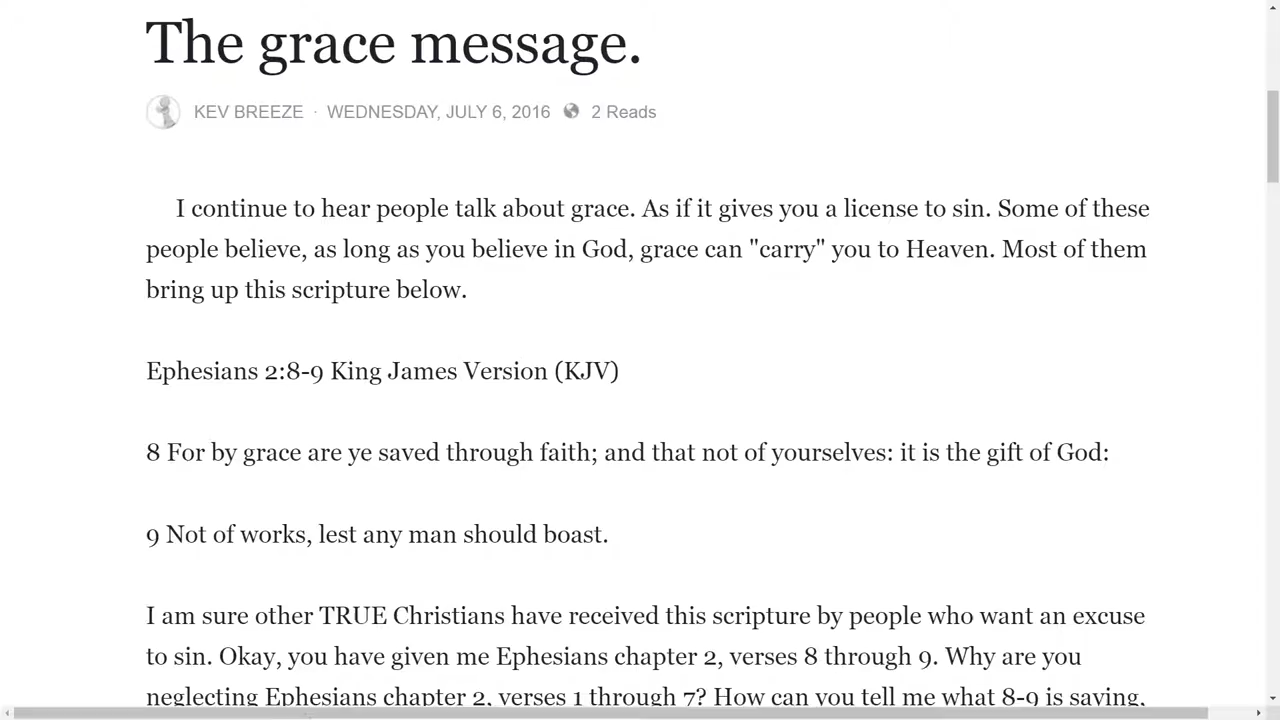 The grace message.
KEV BREEZE · WEDNESDAY, JULY 6, 2016 2 Reads
I continue to hear people talk about grace. As if it gives you a license to sin. Some of these
people believe, as long as you believe in God, grace can "carry" you to Heaven. Most of them
bring up this scripture below.
Ephesians 2:8-9 King James Version (KJV)
8 For by grace are ye saved through faith; and that not of yourselves: it is the gift of God:
9 Not of works, lest any man should boast.
I am sure other TRUE Christians have received this scripture by people who want an excuse
to sin. Okay, you have given me Ephesians chapter 2, verses 8 through 9. Why are you
neglecting Ephesians chapter 2, verses 1 through 7? How can you tell me what 8-9 is saying,